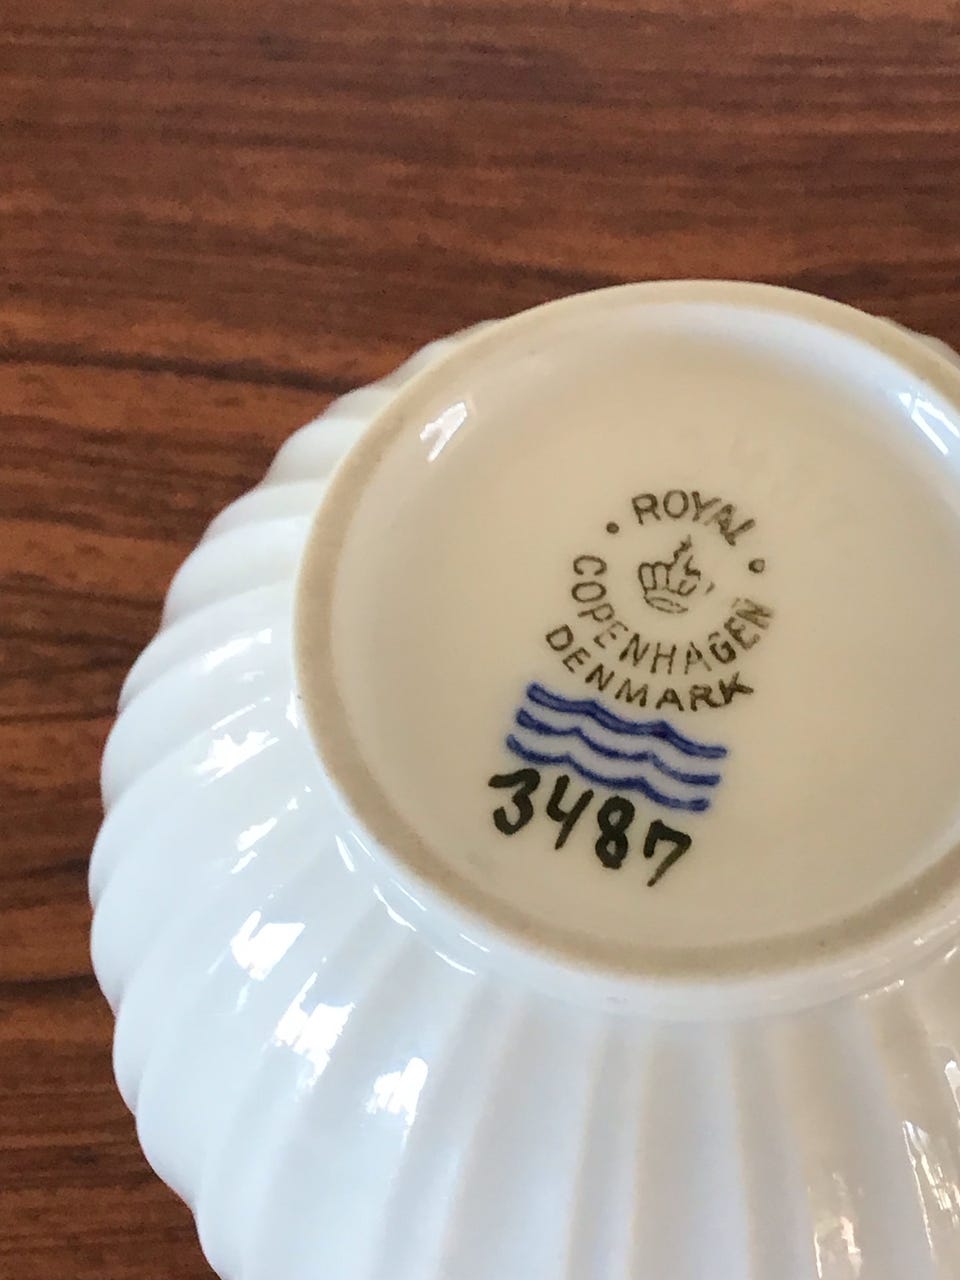 ROYAL
COPENHAGEN
DENMARK
3487